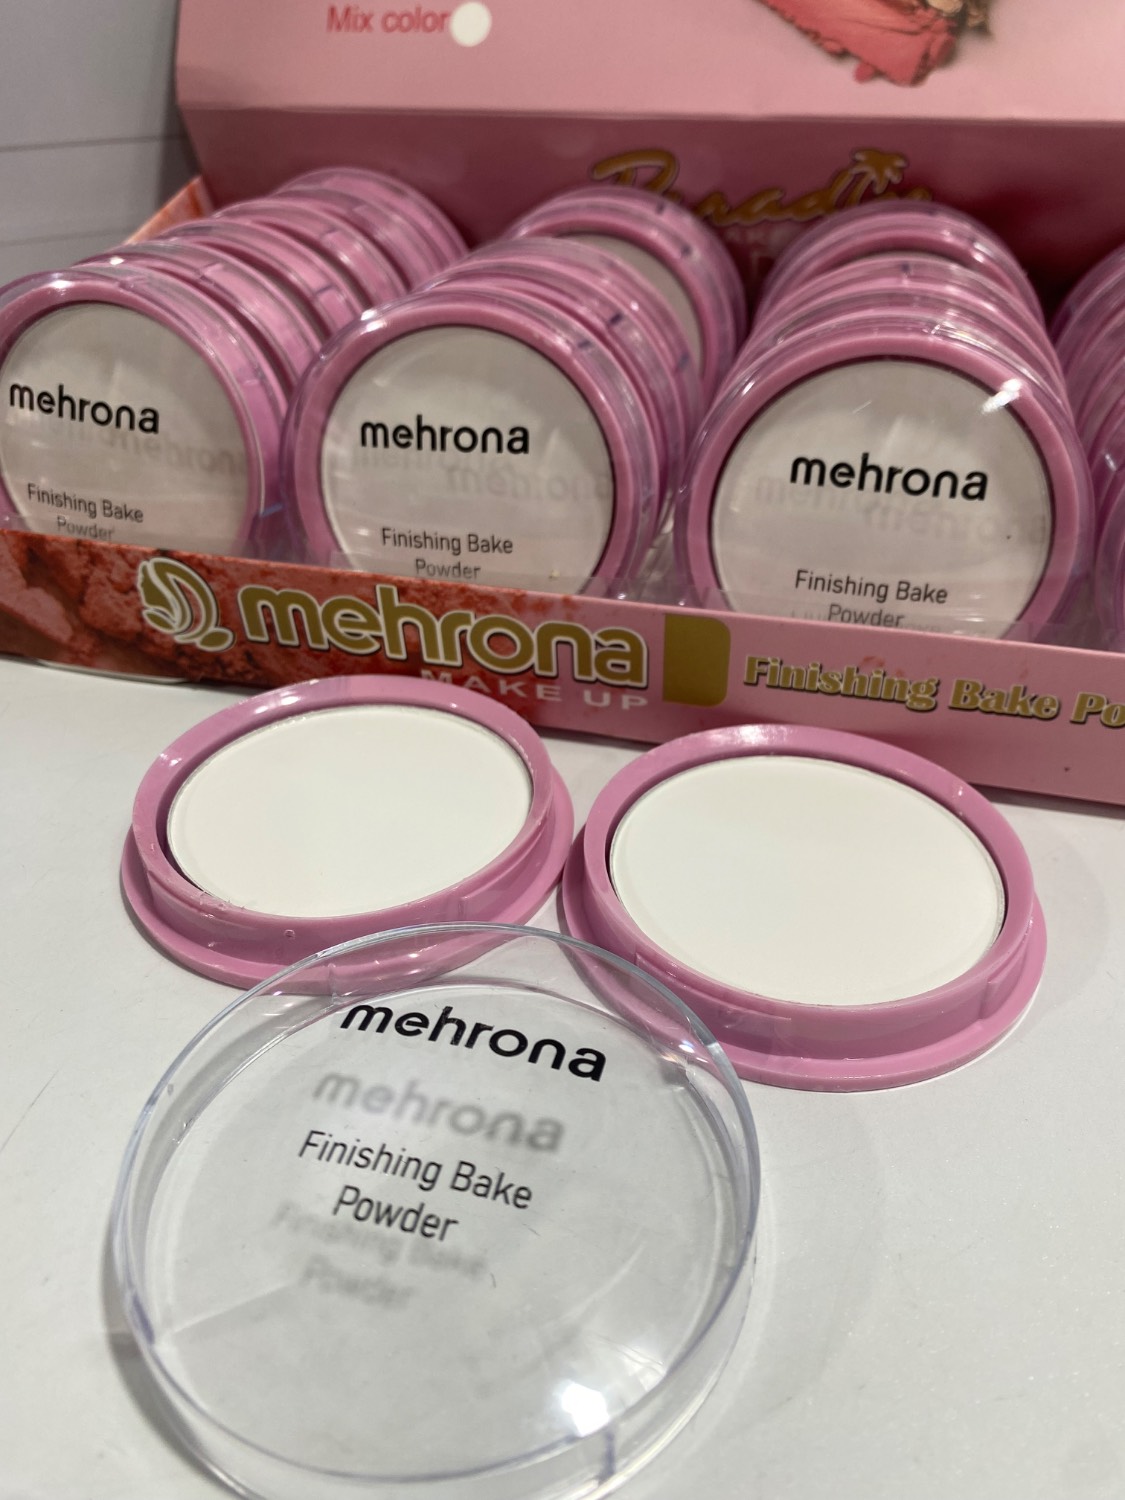 Mix color
Paradise
mehrona
Finishing Bake
Powder
mehrona
Finishing Bake
Powder
mehrona
Finishing Bake
Powder
mehrona
MAKE UP
Finishing Bake Po
mehrona
Finishing Bake
Powder